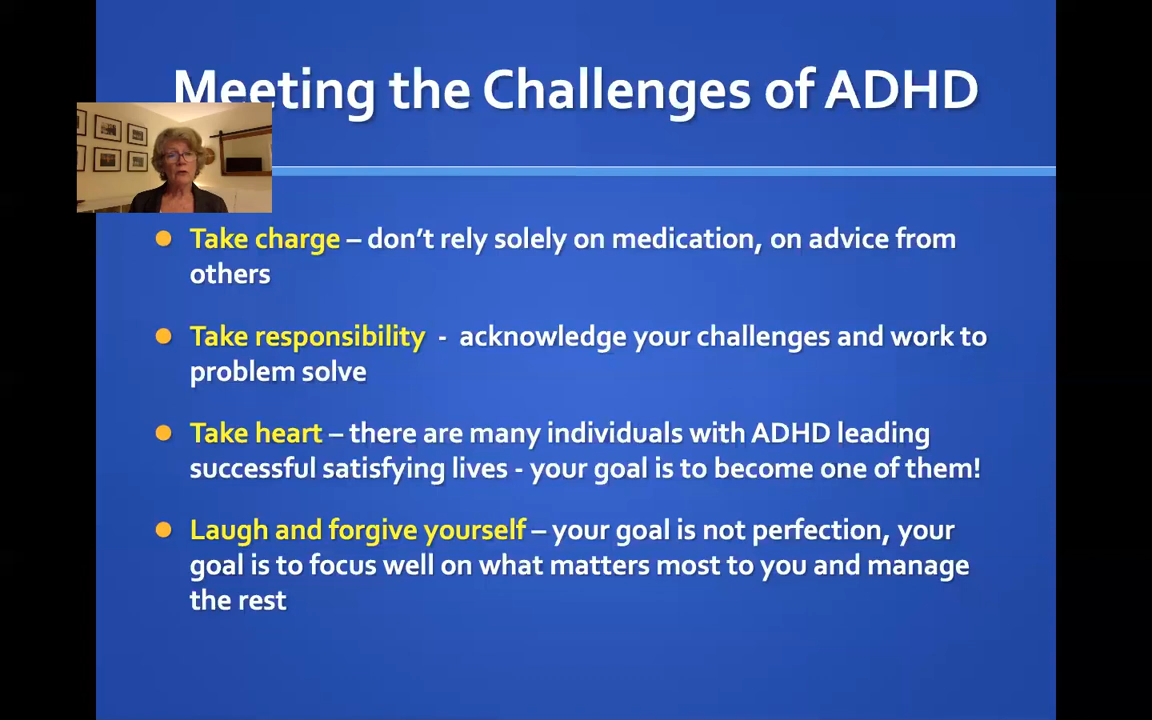 Meeting the Challenges of ADHD
Take charge – don’t rely solely on medication, on advice from
others
Take responsibility - acknowledge your challenges and work to
problem solve
Take heart – there are many individuals with ADHD leading
successful satisfying lives - your goal is to become one of them!
Laugh and forgive yourself – your goal is not perfection, your
goal is to focus well on what matters most to you and manage
the rest